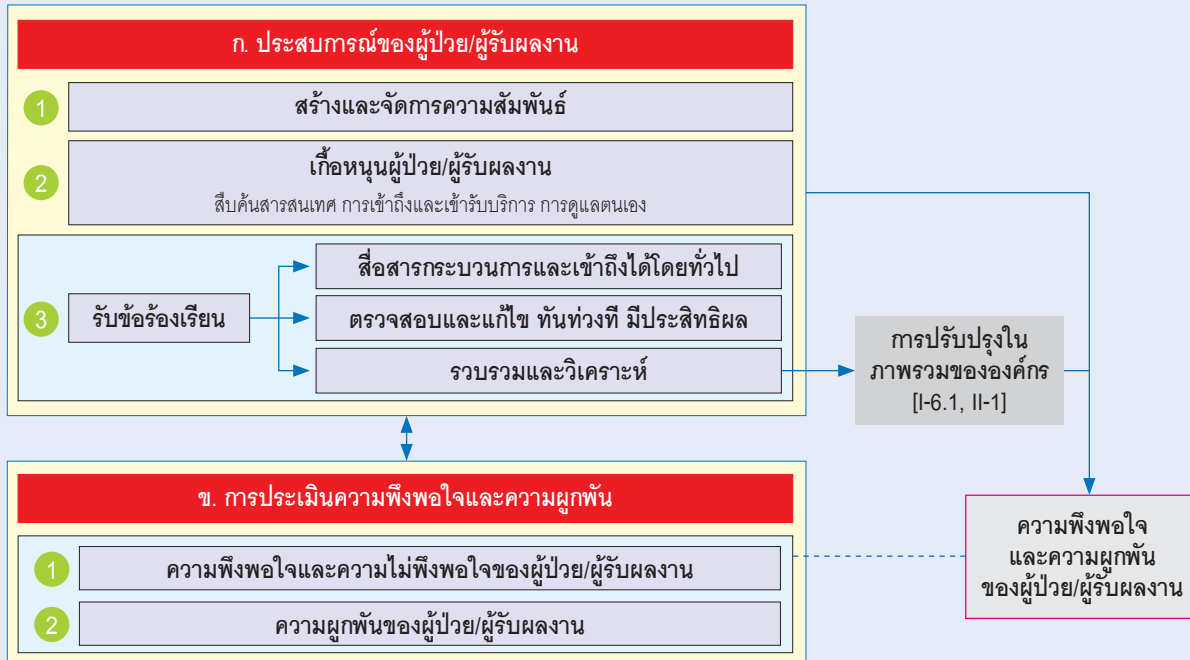 ก. ประสบการณ์ของผู้ป่วย/ผู้รับผลงาน
1
สร้างและจัดการความสัมพันธ์
2
เกื้อหนุนผู้ป่วย/ผู้รับผลงาน
สืบค้นสารสนเทศ การเข้าถึงและเข้ารับบริการ การดูแลตนเอง
3
รับข้อร้องเรียน
สื่อสารกระบวนการและเข้าถึงได้โดยทั่วไป
ตรวจสอบและแก้ไข ทันท่วงที มีประสิทธิผล
รวบรวมและวิเคราะห์
การปรับปรุงใน
ภาพรวมขององค์กร
[I-6.1, II-1]
ข. การประเมินความพึงพอใจและความผูกพัน
1
ความพึงพอใจและความไม่พึงพอใจของผู้ป่วย/ผู้รับผลงาน
2
ความผูกพันของผู้ป่วย/ผู้รับผลงาน
ความพึงพอใจ
และความผูกพัน
ของผู้ป่วย/ผู้รับผลงาน